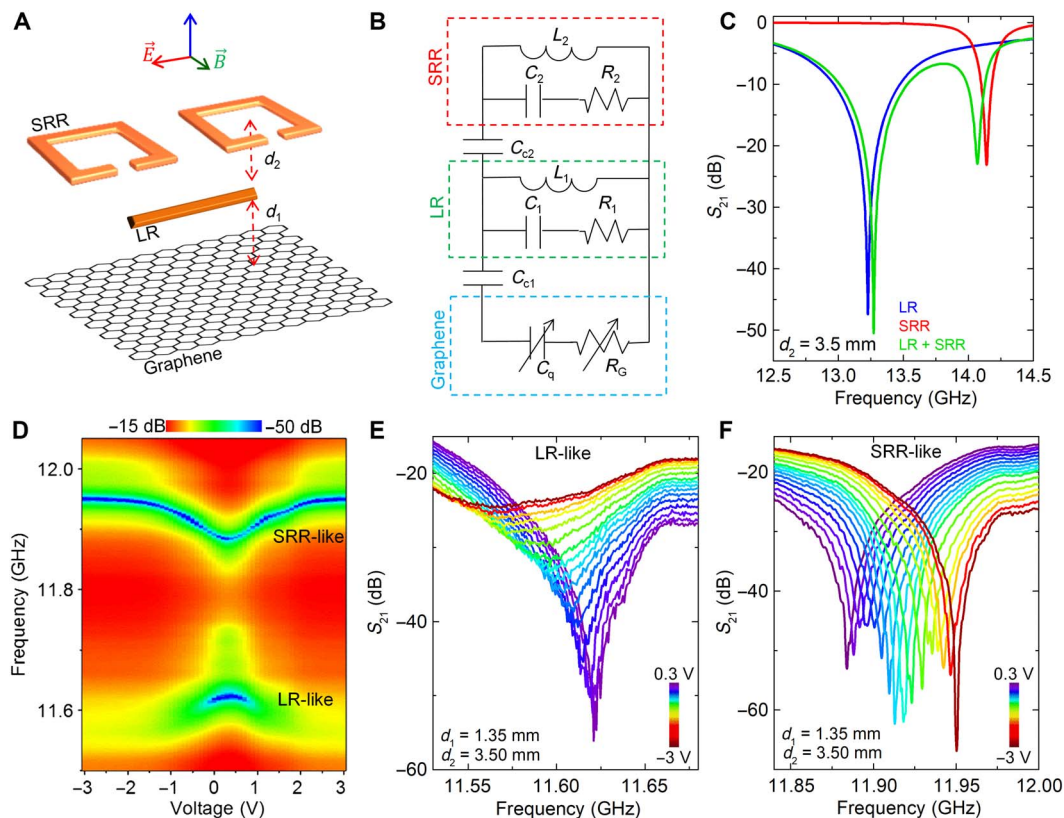 A
E
B
SRR
d2
LR
d1
Graphene
B
SRR
L2
C2
R2
Cc2
LR
L1
C1
R1
Cc1
Graphene
Cq
RG
C
S21 (dB)
0
−10
−20
−30
−40
−50
d2 = 3.5 mm
LR
SRR
LR + SRR
12.5 13.0 13.5 14.0 14.5
Frequency (GHz)
D
−15 dB −50 dB
Frequency (GHz)
12.0
11.8
11.6
SRR-like
LR-like
−3 −2 −1 0 1 2 3
Voltage (V)
E
LR-like
S21 (dB)
−20
−40
−60
0.3 V
−3 V
d1 = 1.35 mm
d2 = 3.50 mm
11.55 11.60 11.65
Frequency (GHz)
F
SRR-like
S21 (dB)
−20
−40
−60
0.3 V
−3 V
d1 = 1.35 mm
d2 = 3.50 mm
11.85 11.90 11.95 12.00
Frequency (GHz)